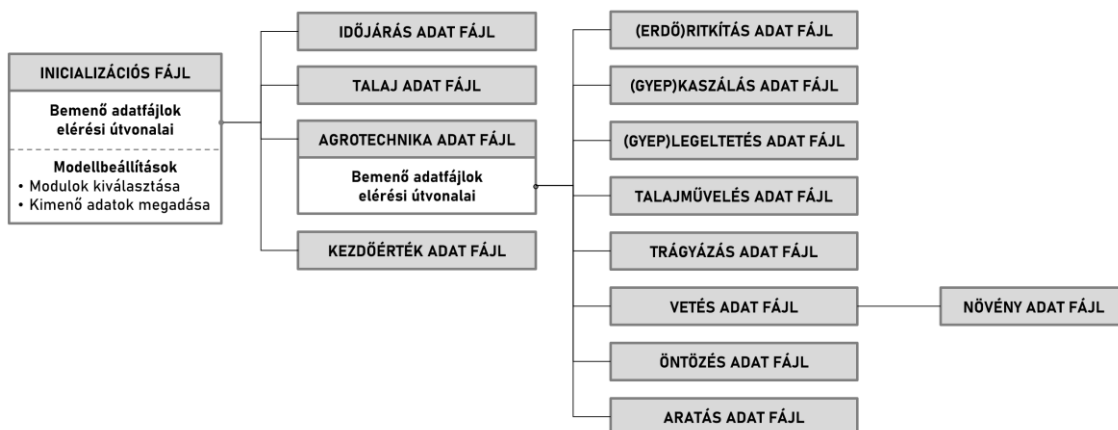 INICIALIZÁCIÓS FÁJL
Bemenő adatfájlok
elérési útvonalai
Modellbeállítások
• Modulok kiválasztása
• Kimenő adatok megadása
IDŐJÁRÁS ADAT FÁJL
TALAJ ADAT FÁJL
AGROTECHNIKA ADAT FÁJL
Bemenő adatfájlok
elérési útvonalai
KEZDŐÉRTÉK ADAT FÁJL
(ERDŐ)RITKÍTÁS ADAT FÁJL
(GYEP)KASZÁLÁS ADAT FÁJL
(GYEP)LEGELTETÉS ADAT FÁJL
TALAJMŰVELÉS ADAT FÁJL
TRÁGYÁZÁS ADAT FÁJL
VETÉS ADAT FÁJL
ÖNTÖZÉS ADAT FÁJL
ARATÁS ADAT FÁJL
NÖVÉNY ADAT FÁJL